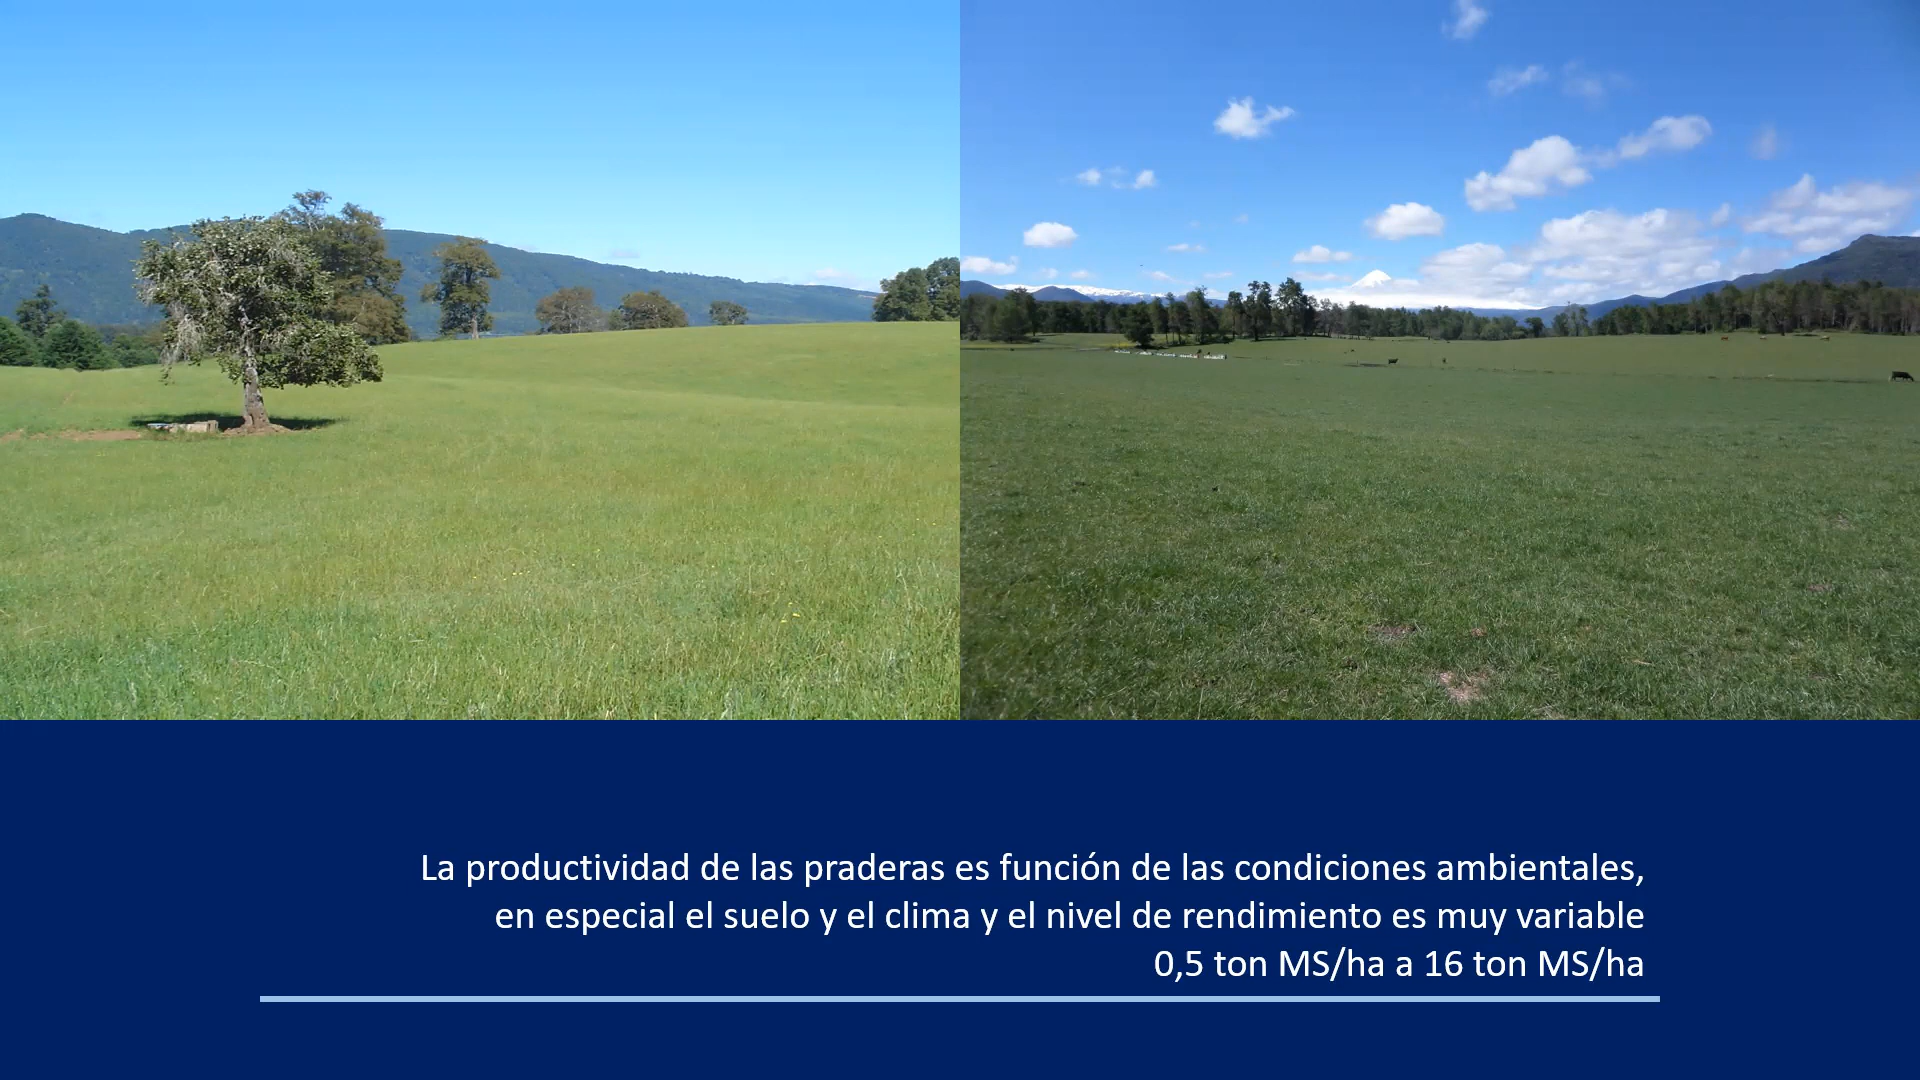 La productividad de las praderas es función de las condiciones ambientales,
en especial el suelo y el clima y el nivel de rendimiento es muy variable
0,5 ton MS/ha a 16 ton MS/ha